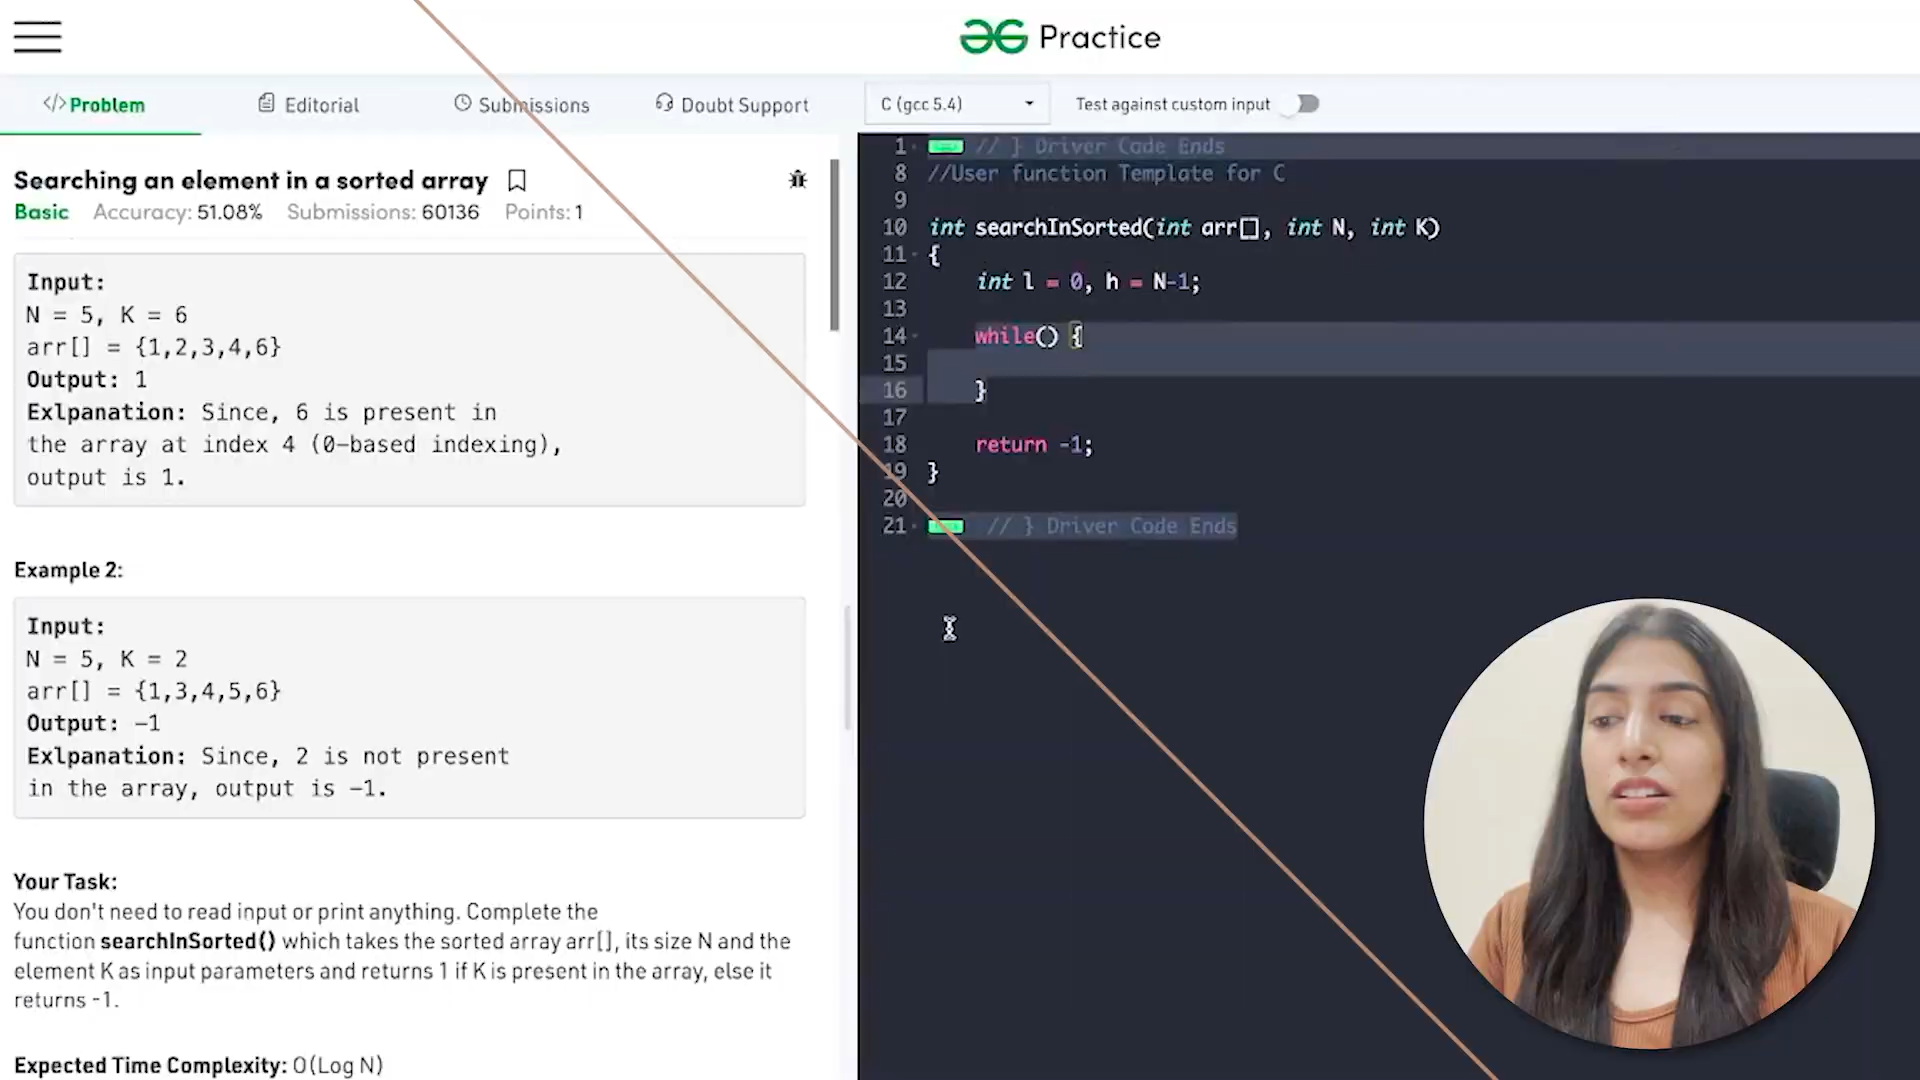 Practice
</> Problem
Editorial
Submissions
Doubt Support
C (gcc 5.4)
Test against custom input
Searching an element in a sorted array
Basic Accuracy: 51.08% Submissions: 60136 Points: 1
Input:
N = 5, K = 6
arr[] = {1,2,3,4,6}
Output: 1
Exlpanation: Since, 6 is present in
the array at index 4 (0-based indexing),
output is 1.
Example 2:
Input:
N = 5, K = 2
arr[] = {1,3,4,5,6}
Output: -1
Exlpanation: Since, 2 is not present
in the array, output is -1.
Your Task:
You don't need to read input or print anything. Complete the
function searchInSorted() which takes the sorted array arr[], its size N and the
element K as input parameters and returns 1 if K is present in the array, else it
returns -1.
Expected Time Complexity: O(Log N)
1 // } Driver Code Ends
8 //User function Template for C
9
10 int searchInSorted(int arr[], int N, int K)
11 {
12 int l = 0, h = N-1;
13
14 while() {
15
16 }
17
18 return -1;
19 }
20
21 // } Driver Code Ends